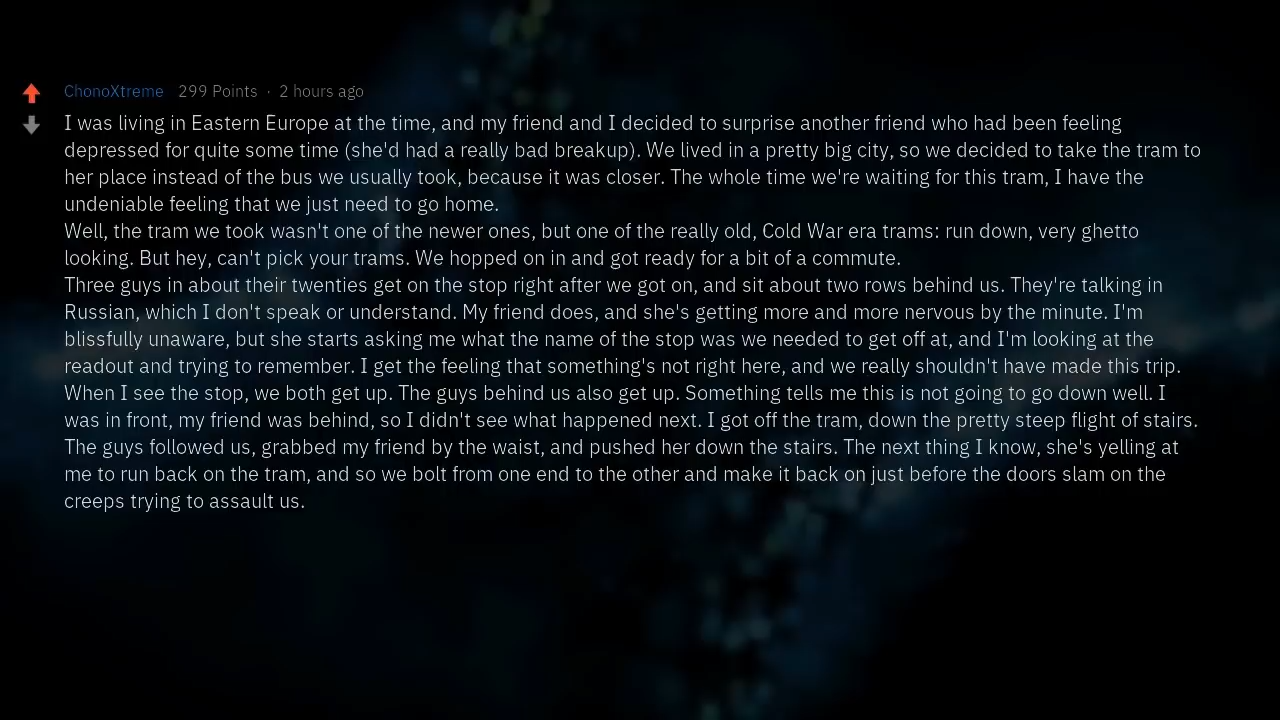 ChonoXtreme 299 Points · 2 hours ago
I was living in Eastern Europe at the time, and my friend and I decided to surprise another friend who had been feeling
depressed for quite some time (she'd had a really bad breakup). We lived in a pretty big city, so we decided to take the tram to
her place instead of the bus we usually took, because it was closer. The whole time we're waiting for this tram, I have the
undeniable feeling that we just need to go home.
Well, the tram we took wasn't one of the newer ones, but one of the really old, Cold War era trams: run down, very ghetto
looking. But hey, can't pick your trams. We hopped on in and got ready for a bit of a commute.
Three guys in about their twenties get on the stop right after we got on, and sit about two rows behind us. They're talking in
Russian, which I don't speak or understand. My friend does, and she's getting more and more nervous by the minute. I'm
blissfully unaware, but she starts asking me what the name of the stop was we needed to get off at, and I'm looking at the
readout and trying to remember. I get the feeling that something's not right here, and we really shouldn't have made this trip.
When I see the stop, we both get up. The guys behind us also get up. Something tells me this is not going to go down well. I
was in front, my friend was behind, so I didn't see what happened next. I got off the tram, down the pretty steep flight of stairs.
The guys followed us, grabbed my friend by the waist, and pushed her down the stairs. The next thing I know, she's yelling at
me to run back on the tram, and so we bolt from one end to the other and make it back on just before the doors slam on the
creeps trying to assault us.